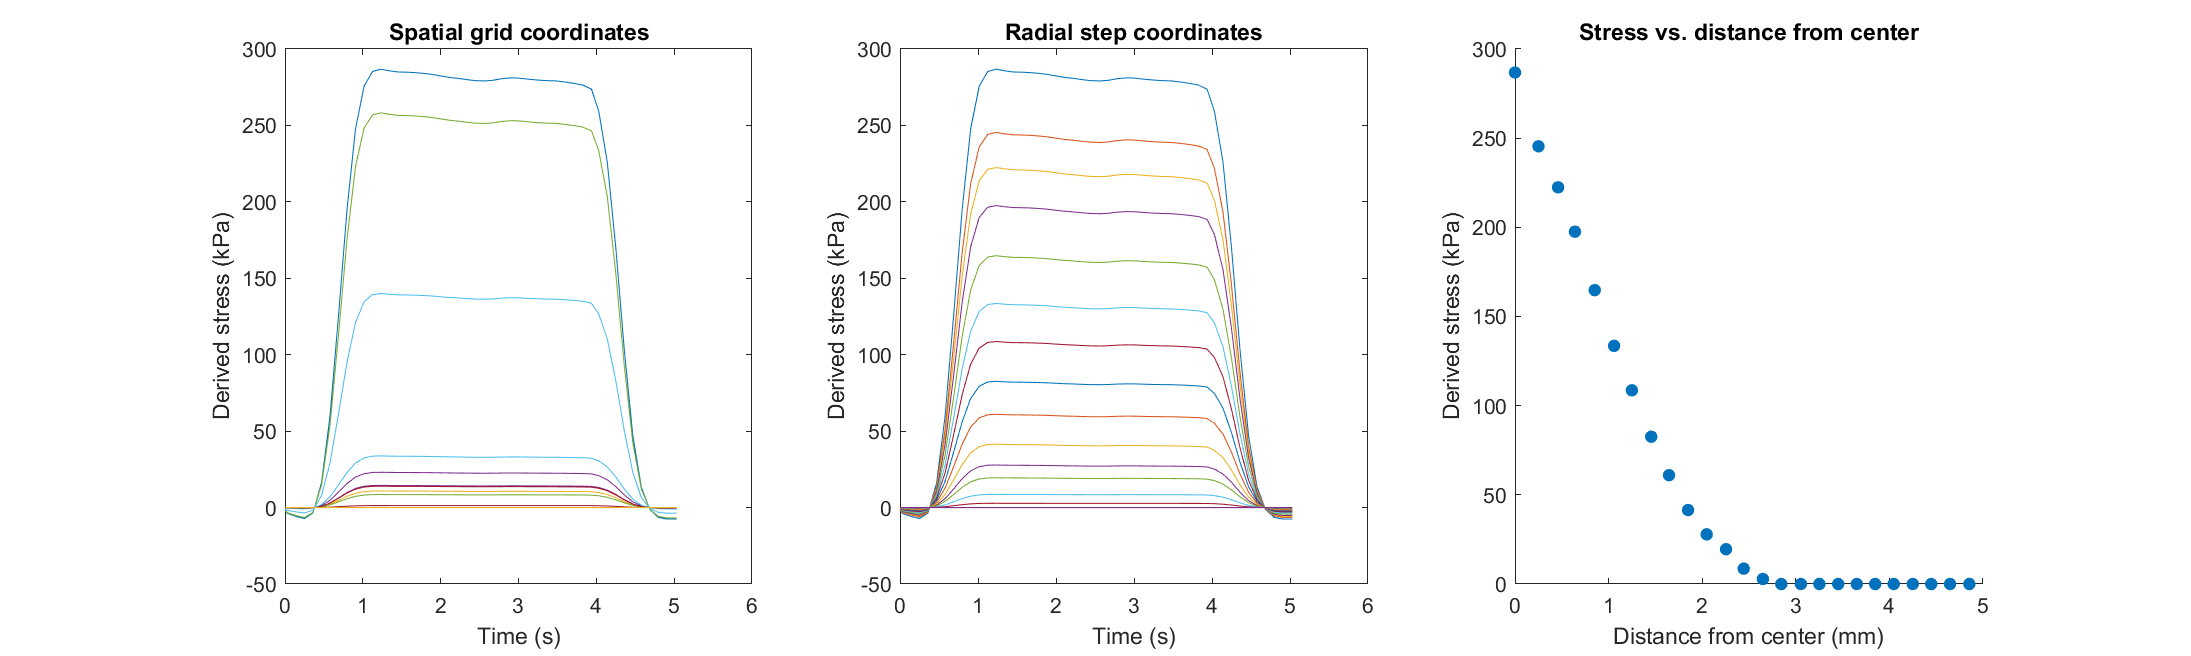 Spatial grid coordinates
300
250
200
150
100
50
0
-50
0 1 2 3 4 5 6
Derived stress (kPa)
Time (s)
Radial step coordinates
300
250
200
150
100
50
0
-50
0 1 2 3 4 5 6
Derived stress (kPa)
Time (s)
Stress vs. distance from center
300
250
200
150
100
50
0
0 1 2 3 4 5
Derived stress (kPa)
Distance from center (mm)